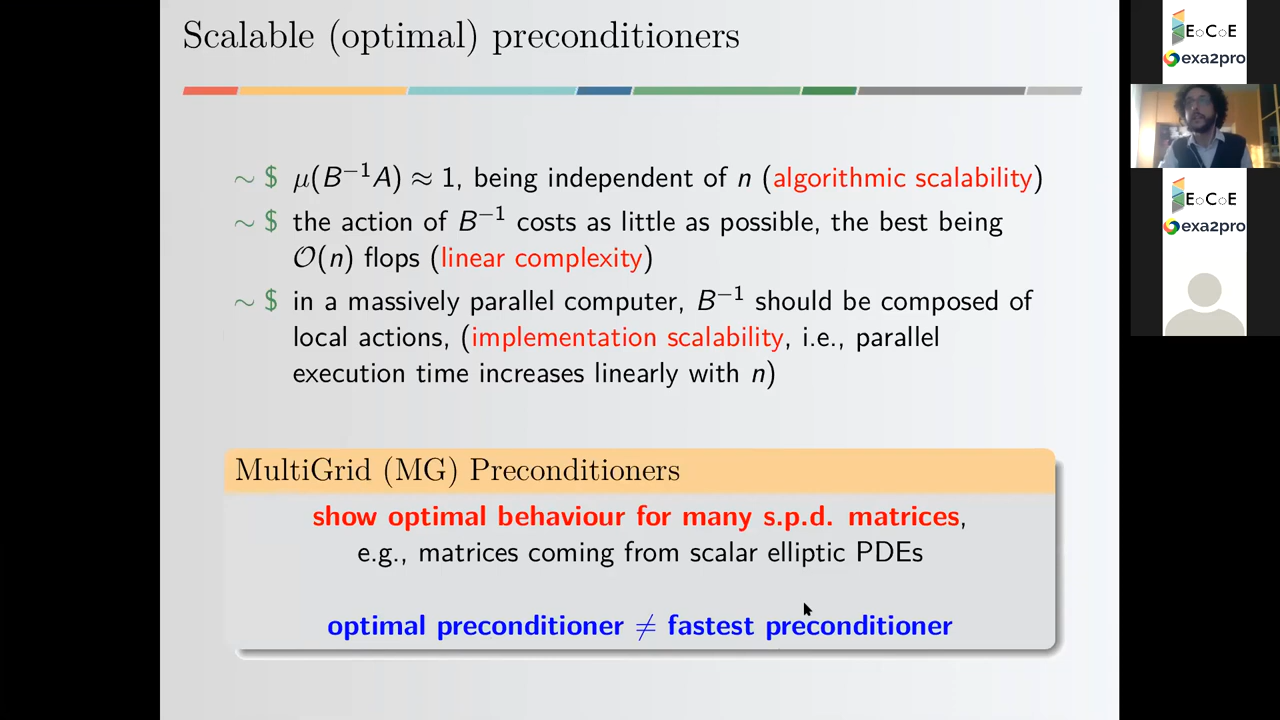 Scalable (optimal) preconditioners
∼ $ μ(B⁻¹A) ≈ 1, being independent of n (algorithmic scalability)
∼ $ the action of B⁻¹ costs as little as possible, the best being
O(n) flops (linear complexity)
∼ $ in a massively parallel computer, B⁻¹ should be composed of
local actions, (implementation scalability, i.e., parallel
execution time increases linearly with n)
MultiGrid (MG) Preconditioners
show optimal behaviour for many s.p.d. matrices,
e.g., matrices coming from scalar elliptic PDEs
optimal preconditioner ≠ fastest preconditioner
EoCoE
exa2pro
EoCoE
exa2pro